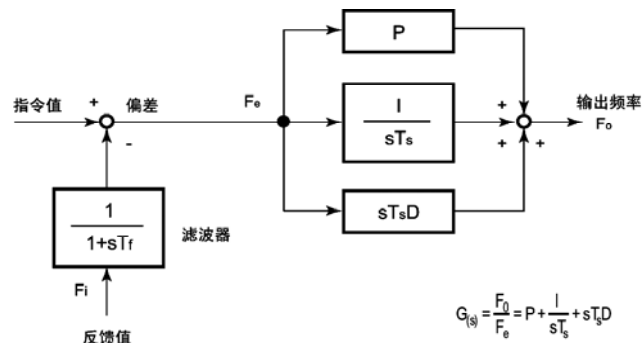 P
指令值
+
偏差
Fe
I
sTs
+
+
+
输出频率
Fo
-
sTsD
1
1+sTf
滤波器
Fi
反馈值
G(s) = F0/Fe = P + I/sTs + sTsD